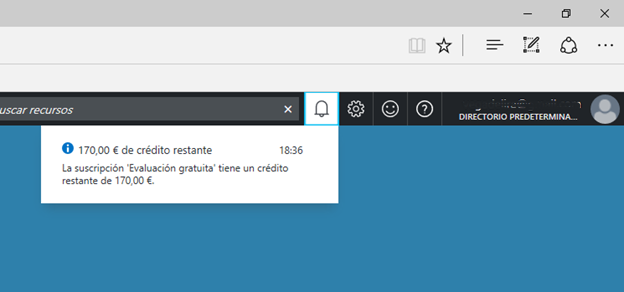 uscar recursos
DIRECTORIO PREDETERMINA...
170,00 € de crédito restante 18:36
La suscripción 'Evaluación gratuita' tiene un crédito
restante de 170,00 €.